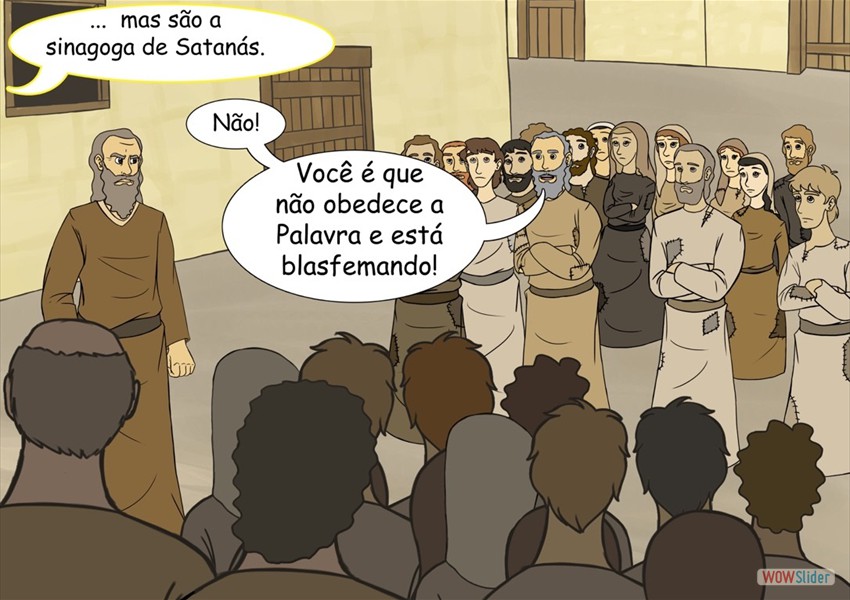 ... mas são a
sinagoga de Satanás.
Não!
Você é que
não obedece a
Palavra e está
blasfemando!
WOWSlider